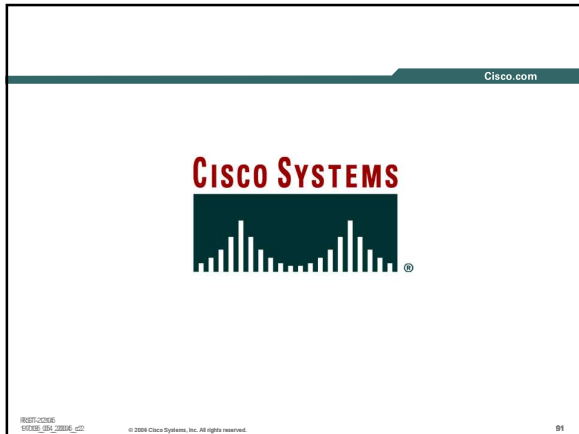 Cisco.com
CISCO SYSTEMS
®
© 2006 Cisco Systems, Inc. All rights reserved.
91